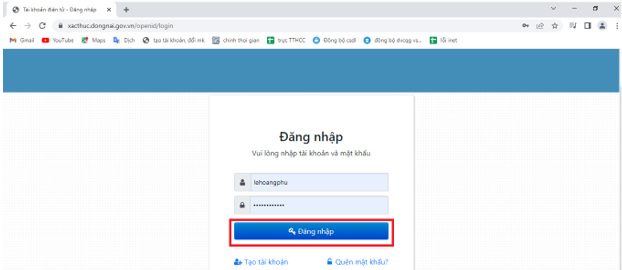 Tài khoản điện tử - Đăng nhập
xacthuc.dongnai.gov.vn/openid/login
Gmail YouTube Maps Dịch tạo tài khoản, đổi mk chỉnh thời gian trục TTHCC Đồng bộ csdl đồng bộ dvcqg vs... lỗi inet
Đăng nhập
Vui lòng nhập tài khoản và mật khẩu
lehoangphu
••••••••••••
Đăng nhập
Tạo tài khoản Quên mật khẩu?